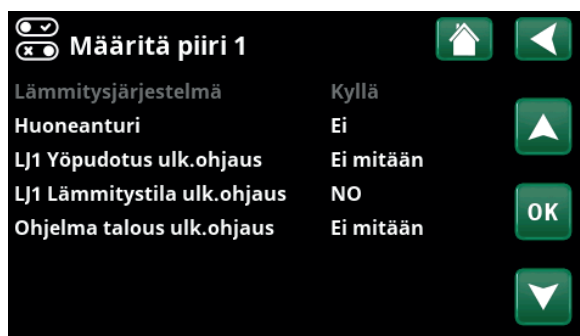 Määritä piiri 1
Lämmitysjärjestelmä Kyllä
Huoneanturi Ei
LJ1 Yöpudotus ulk.ohjaus Ei mitään
LJ1 Lämmitystila ulk.ohjaus NO
Ohjelma talous ulk.ohjaus Ei mitään
OK